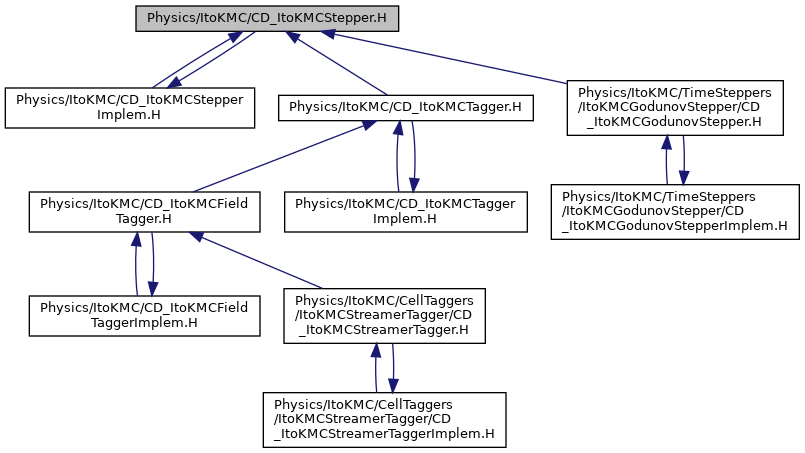 Physics/ItoKMC/CD_ItoKMCStepper.H
Physics/ItoKMC/CD_ItoKMCStepper
Implem.H
Physics/ItoKMC/CD_ItoKMCTagger.H
Physics/ItoKMC/TimeSteppers
/ItoKMCGodunovStepper/CD
_ItoKMCGodunovStepper.H
Physics/ItoKMC/CD_ItoKMCField
Tagger.H
Physics/ItoKMC/CD_ItoKMCTagger
Implem.H
Physics/ItoKMC/TimeSteppers
/ItoKMCGodunovStepper/CD
_ItoKMCGodunovStepperImplem.H
Physics/ItoKMC/CD_ItoKMCField
TaggerImplem.H
Physics/ItoKMC/CellTaggers
/ItoKMCStreamerTagger/CD
_ItoKMCStreamerTagger.H
Physics/ItoKMC/CellTaggers
/ItoKMCStreamerTagger/CD
_ItoKMCStreamerTaggerImplem.H